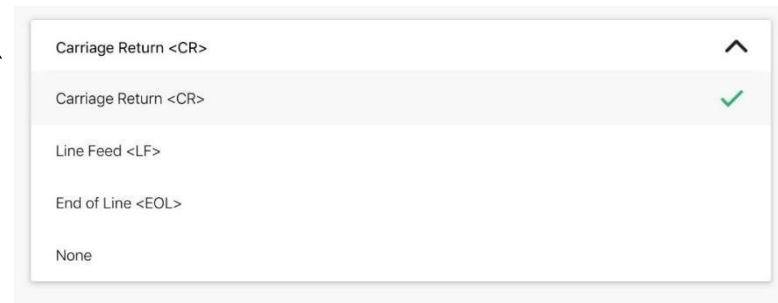 Carriage Return <CR>
Carriage Return <CR>
Line Feed <LF>
End of Line <EOL>
None